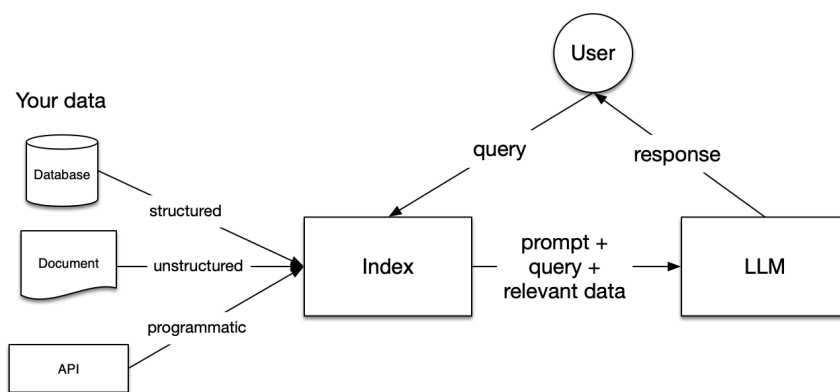 User
Your data
Database
query
response
structured
Document
unstructured
Index
prompt +
query +
relevant data
LLM
programmatic
API